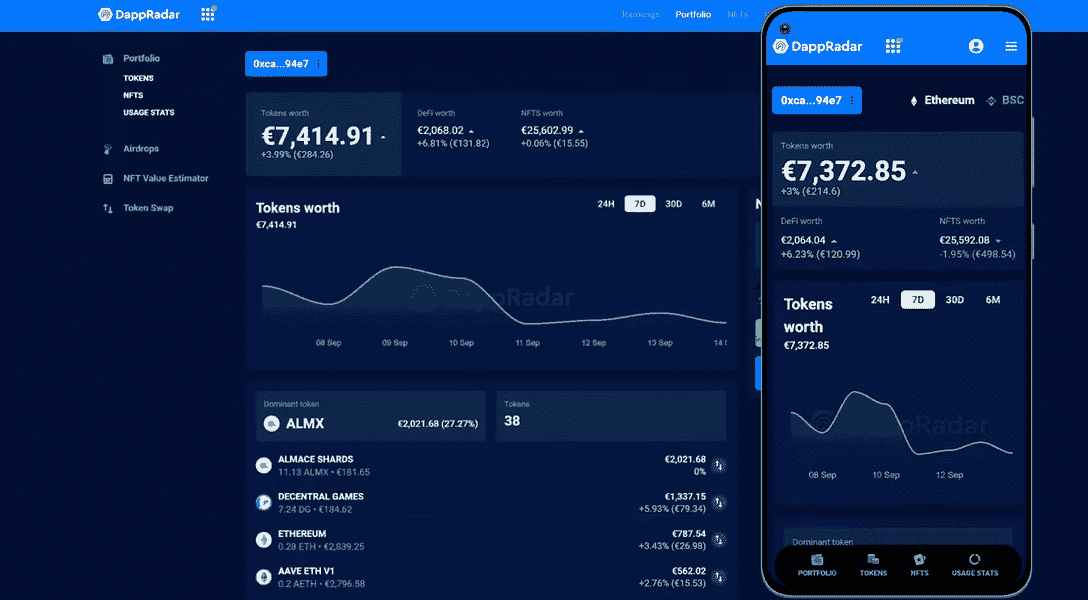 DappRadar
Rankings Portfolio NFTs
Portfolio
TOKENS
NFTS
USAGE STATS
Airdrops
NFT Value Estimator
Token Swap
0xca...94e7
Tokens worth
€7,414.91
+3.99% (€284.26)
DeFi worth
€2,068.02
+6.81% (€131.82)
NFTS worth
€25,602.99
+0.06% (€15.55)
Tokens worth
€7,414.91
24H 7D 30D 6M
08 Sep 09 Sep 10 Sep 11 Sep 12 Sep 13 Sep 14
Dominant token
ALMX
€2,021.68 (27.27%)
Tokens
38
ALMACE SHARDS
11.13 ALMX • €181.65
€2,021.68
0%
DECENTRAL GAMES
7.24 DG • €184.62
€1,337.15
+5.93% (€79.34)
ETHEREUM
0.28 ETH • €2,839.25
€787.54
+3.43% (€26.98)
AAVE ETH V1
0.2 AETH • €2,796.58
€562.02
+2.76% (€15.53)
DappRadar
0xca...94e7
Ethereum BSC
Tokens worth
€7,372.85
+3% (€214.6)
DeFi worth
€2,064.04
+6.23% (€120.99)
NFTS worth
€25,592.08
-1.95% (€498.54)
Tokens
worth
€7,372.85
24H 7D 30D 6M
08 Sep 10 Sep 12 Sep
Dominant token
PORTFOLIO TOKENS NFTS USAGE STATS